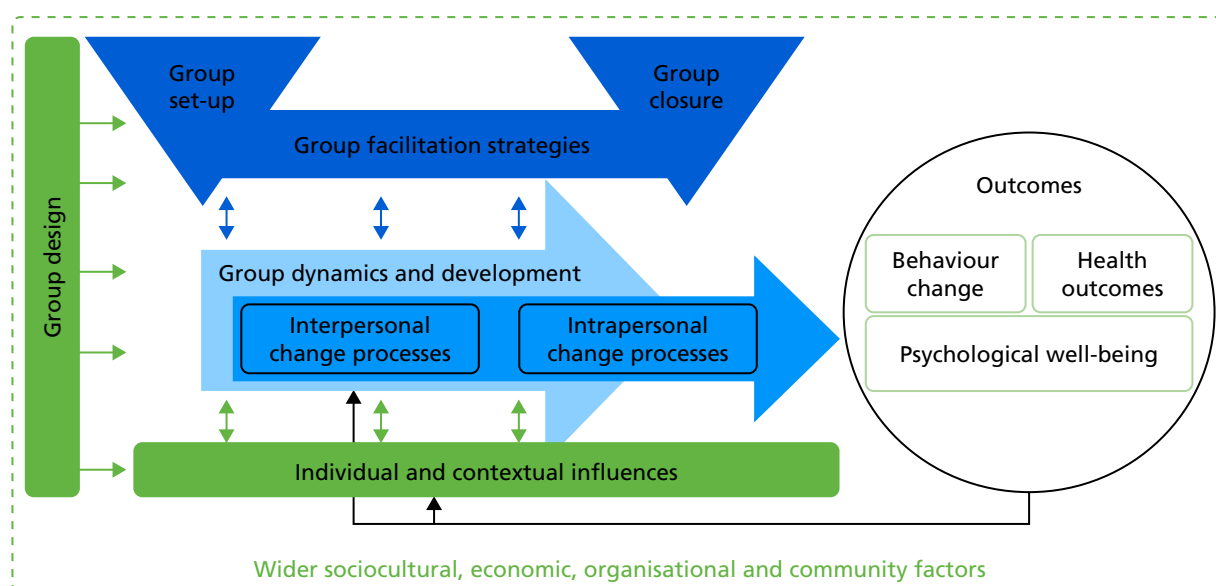 Group design
Group
set-up
Group
closure
Group facilitation strategies
Group dynamics and development
Interpersonal
change processes
Intrapersonal
change processes
Individual and contextual influences
Outcomes
Behaviour
change
Health
outcomes
Psychological well-being
Wider sociocultural, economic, organisational and community factors